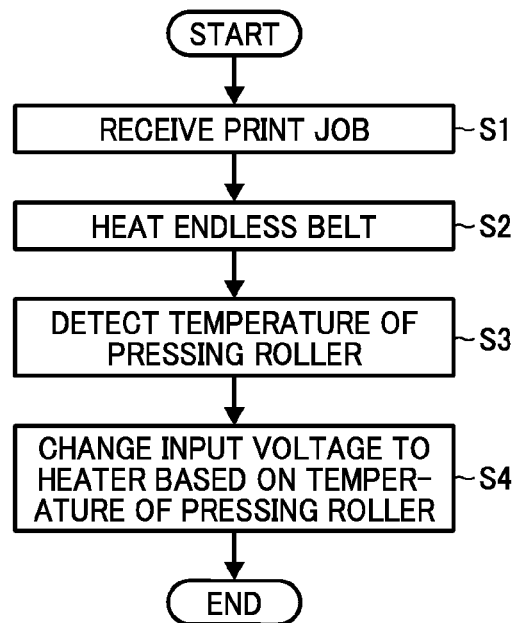 START
RECEIVE PRINT JOB
S1
HEAT ENDLESS BELT
S2
DETECT TEMPERATURE OF
PRESSING ROLLER
S3
CHANGE INPUT VOLTAGE TO
HEATER BASED ON TEMPER-
ATURE OF PRESSING ROLLER
S4
END